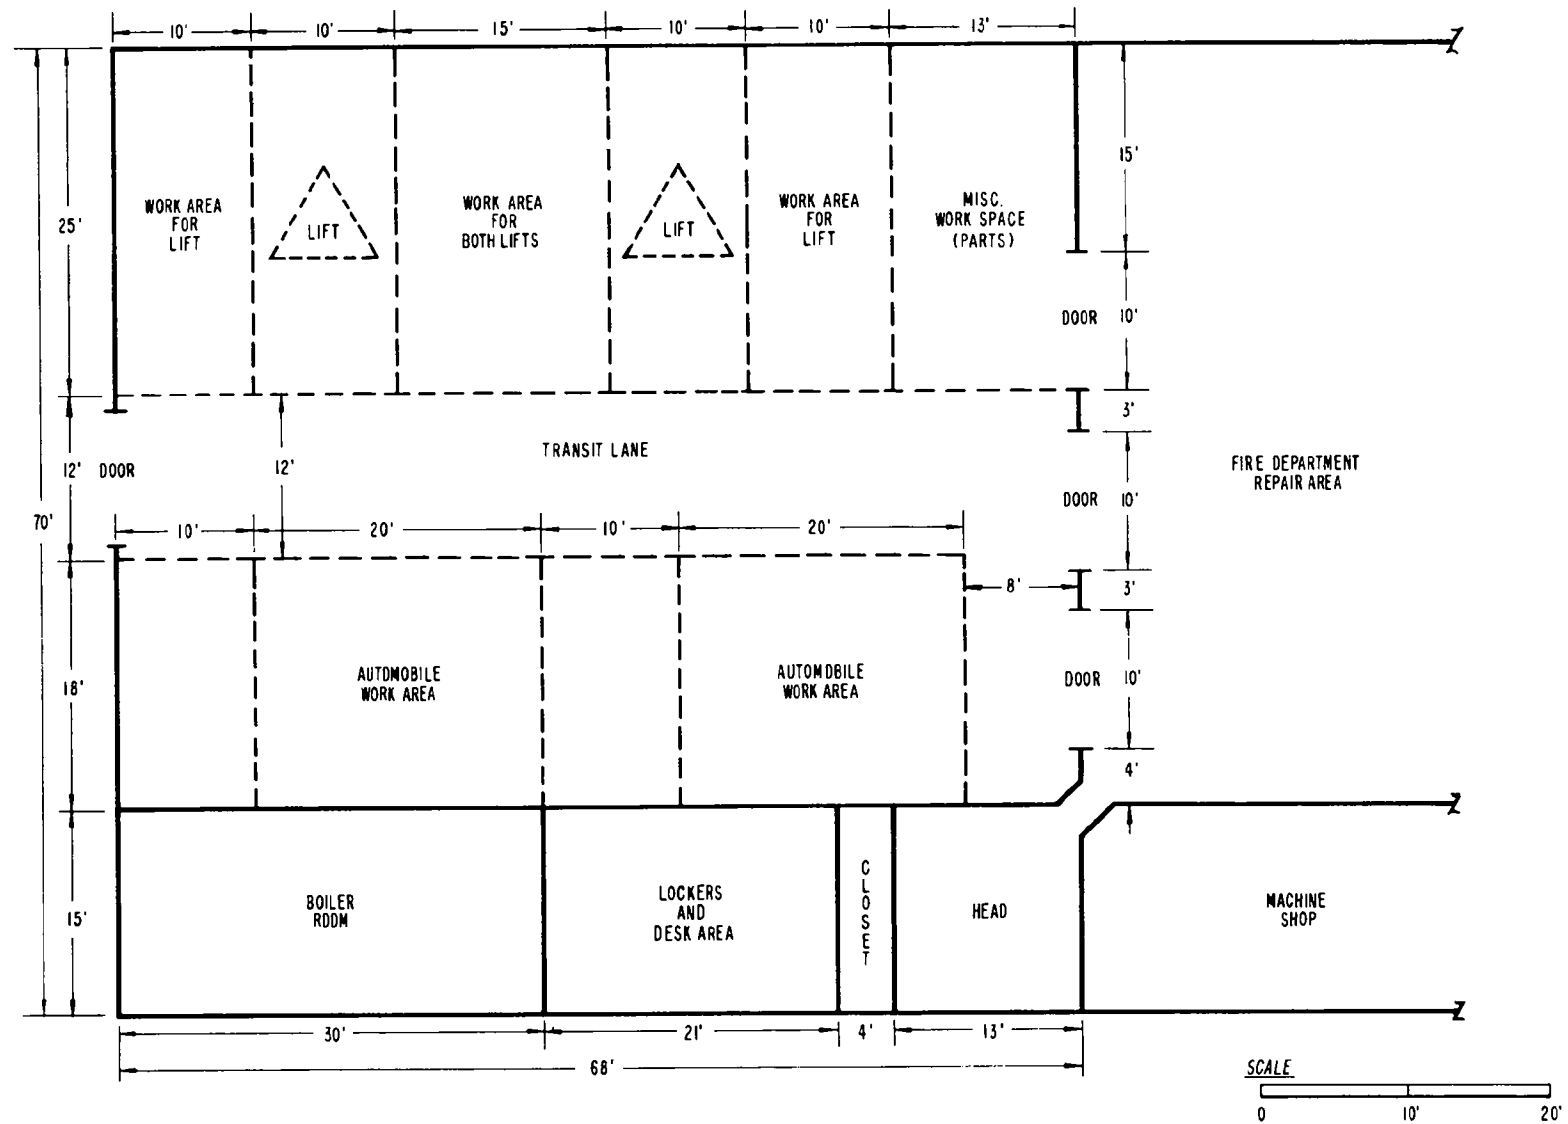 10' 10' 15' 10' 10' 13'
25'
15'
WORK AREA
FOR
LIFT
LIFT
WORK AREA
FOR
BOTH LIFTS
LIFT
WORK AREA
FOR
LIFT
MISC.
WORK SPACE
(PARTS)
DOOR 10'
3'
12' DOOR
12'
TRANSIT LANE
DOOR 10'
FIRE DEPARTMENT
REPAIR AREA
70'
10' 20' 10' 20'
8'
3'
18'
AUTOMOBILE
WORK AREA
AUTOMOBILE
WORK AREA
DOOR 10'
4'
15'
BOILER
ROOM
LOCKERS
AND
DESK AREA
CLOSET
HEAD
MACHINE
SHOP
30' 21' 4' 13'
68'
SCALE
0 10' 20'